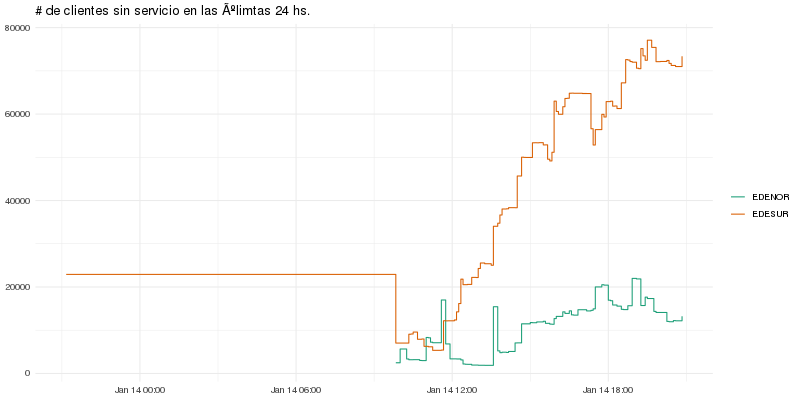 # de clientes sin servicio en las Ãºlimtas 24 hs.
80000
60000
40000
20000
0
Jan 14 00:00
Jan 14 06:00
Jan 14 12:00
Jan 14 18:00
EDENOR
EDESUR